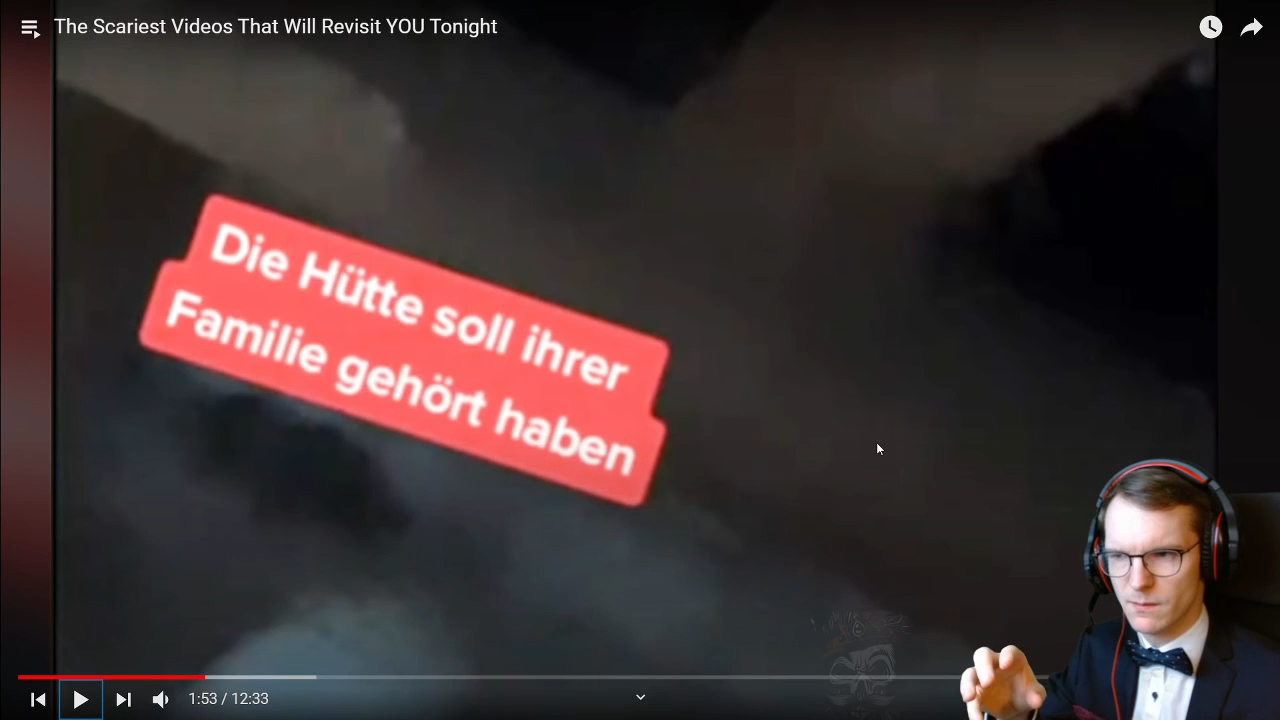 The Scariest Videos That Will Revisit YOU Tonight
Die Hütte soll ihrer
Familie gehört haben
1:53 / 12:33